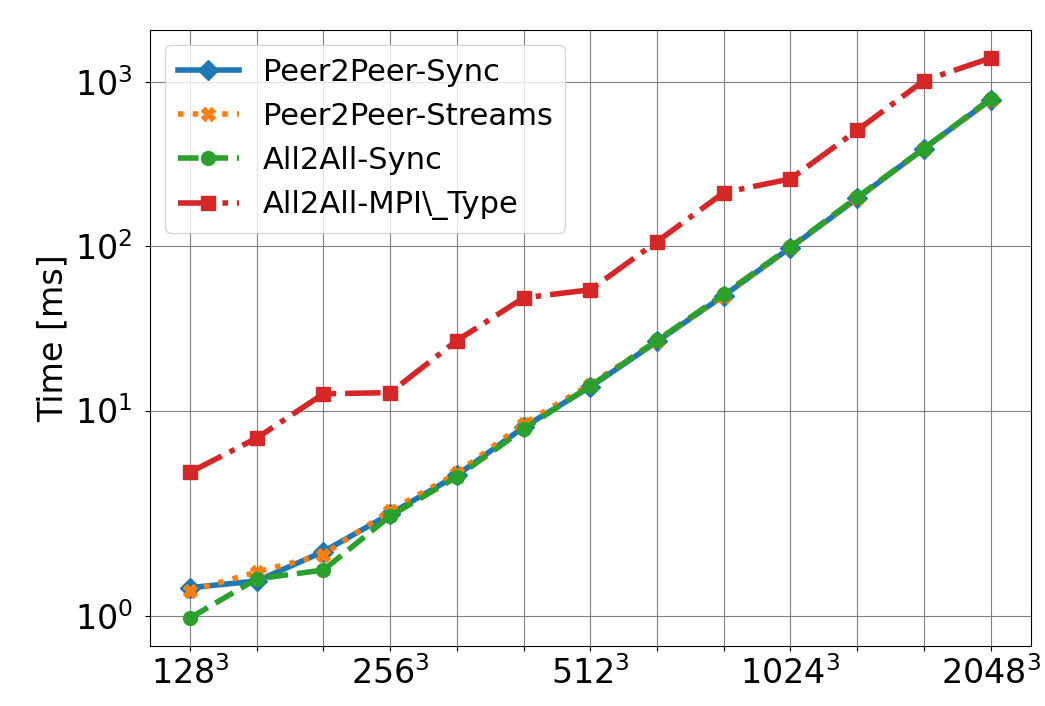 Peer2Peer-Sync
Peer2Peer-Streams
All2All-Sync
All2All-MPI\_Type
Time [ms]
10³
10²
10¹
10⁰
128³ 256³ 512³ 1024³ 2048³